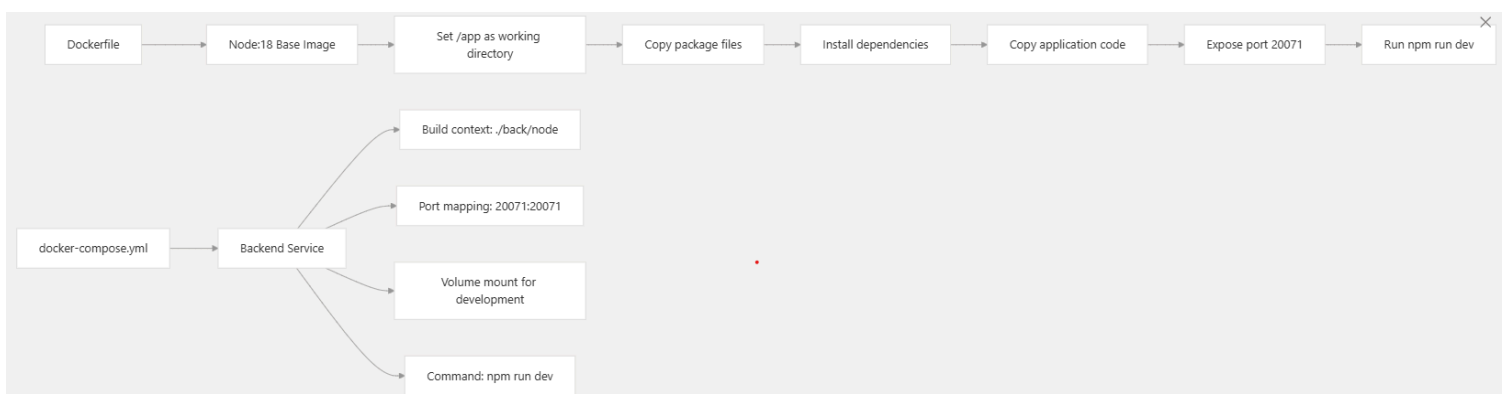 Dockerfile
Node:18 Base Image
Set /app as working
directory
Copy package files
Install dependencies
Copy application code
Expose port 20071
Run npm run dev
Build context: ./back/node
Port mapping: 20071:20071
docker-compose.yml
Backend Service
Volume mount for
development
Command: npm run dev